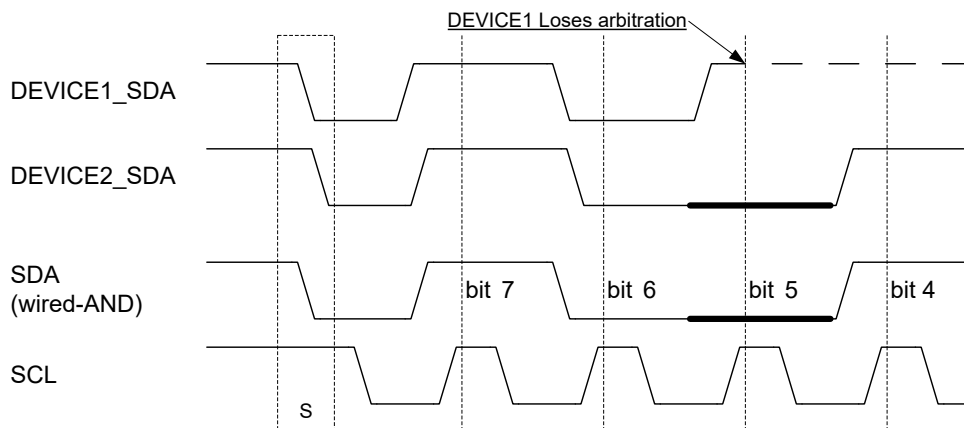 DEVICE1 Loses arbitration
DEVICE1_SDA
DEVICE2_SDA
SDA
(wired-AND)
bit 7
bit 6
bit 5
bit 4
SCL
S